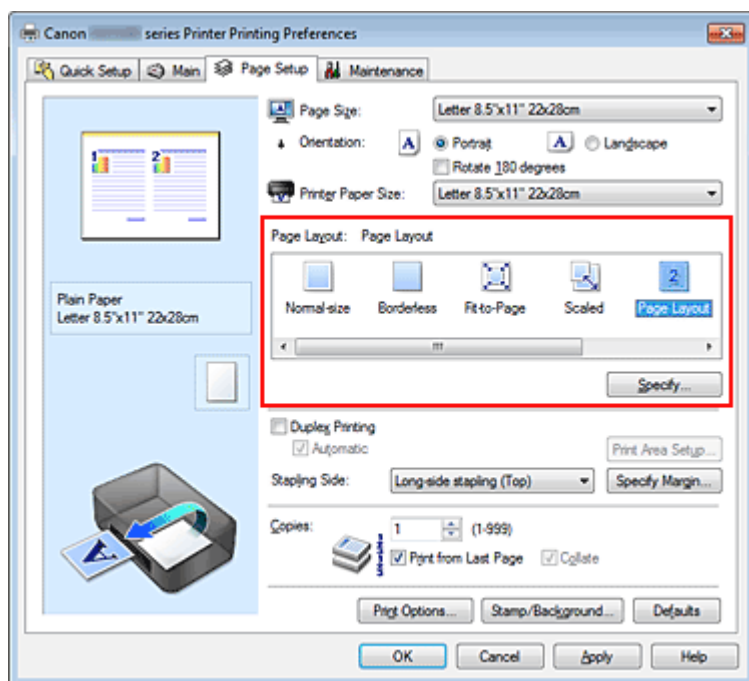 Canon series Printer Printing Preferences
Quick Setup Main Page Setup Maintenance
Page Size: Letter 8.5"x11" 22x28cm
Orientation: A Portrait A Landscape
Rotate 180 degrees
Printer Paper Size: Letter 8.5"x11" 22x28cm
1 2
Page Layout: Page Layout
2
Normal-size Borderless Fit-to-Page Scaled Page Layout
Specify...
Plain Paper
Letter 8.5"x11" 22x28cm
Duplex Printing
Automatic Print Area Setup...
Stapling Side: Long-side stapling (Top) Specify Margin...
Copies: 1 (1-999)
Print from Last Page Collate
A
Print Options... Stamp/Background... Defaults
OK Cancel Apply Help